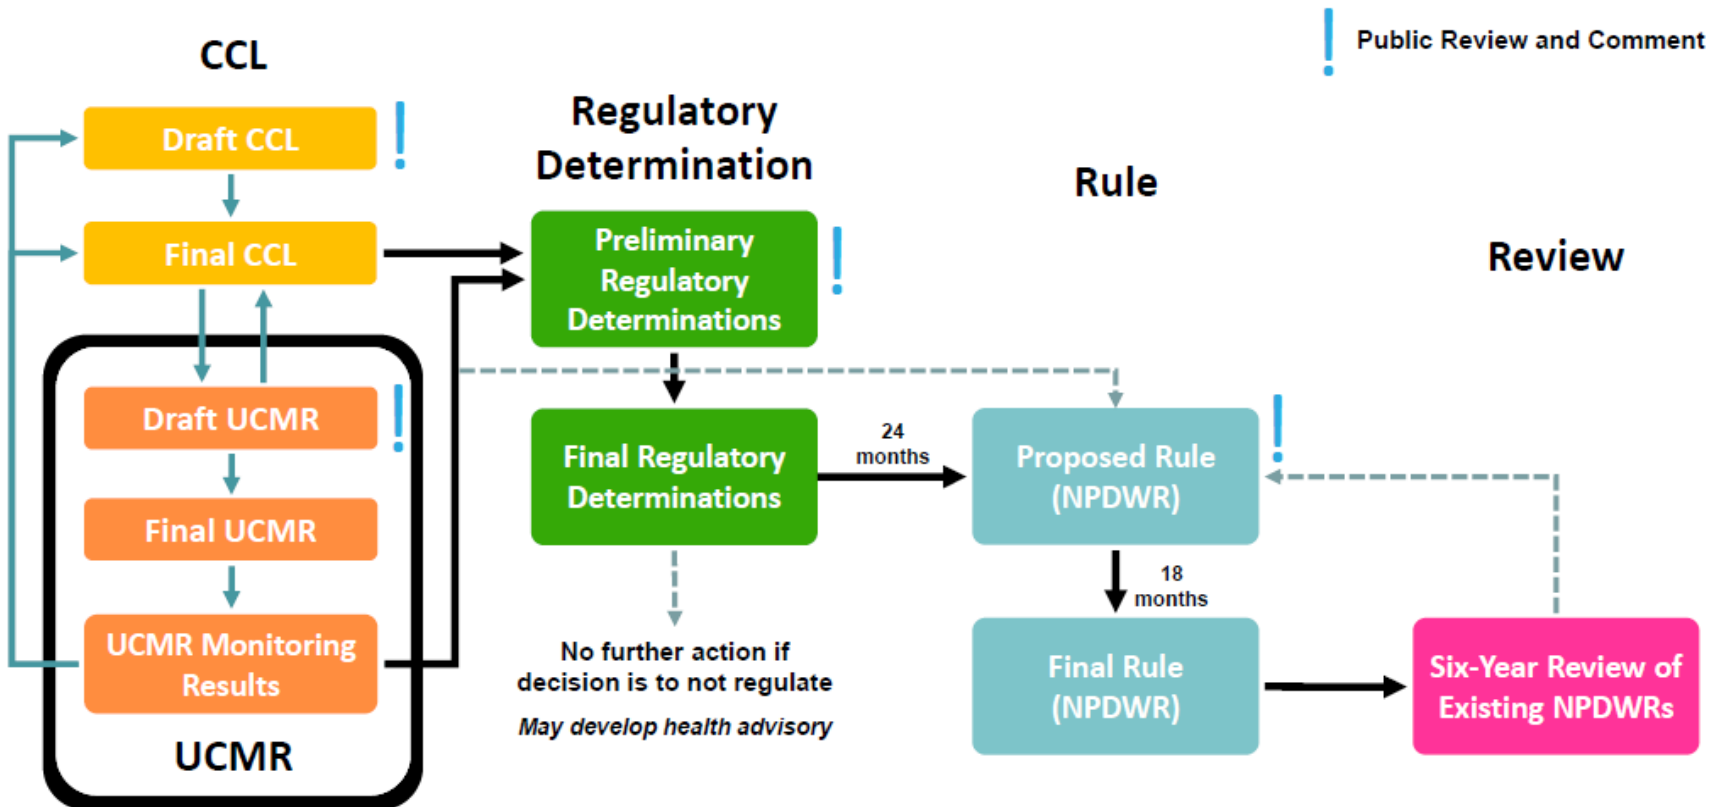 CCL
Public Review and Comment
Draft CCL
Final CCL
Draft UCMR
Final UCMR
UCMR Monitoring
Results
UCMR
Regulatory
Determination
Preliminary
Regulatory
Determinations
Final Regulatory
Determinations
No further action if
decision is to not regulate
May develop health advisory
24
months
Rule
Proposed Rule
(NPDWR)
18
months
Final Rule
(NPDWR)
Review
Six-Year Review of
Existing NPDWRs